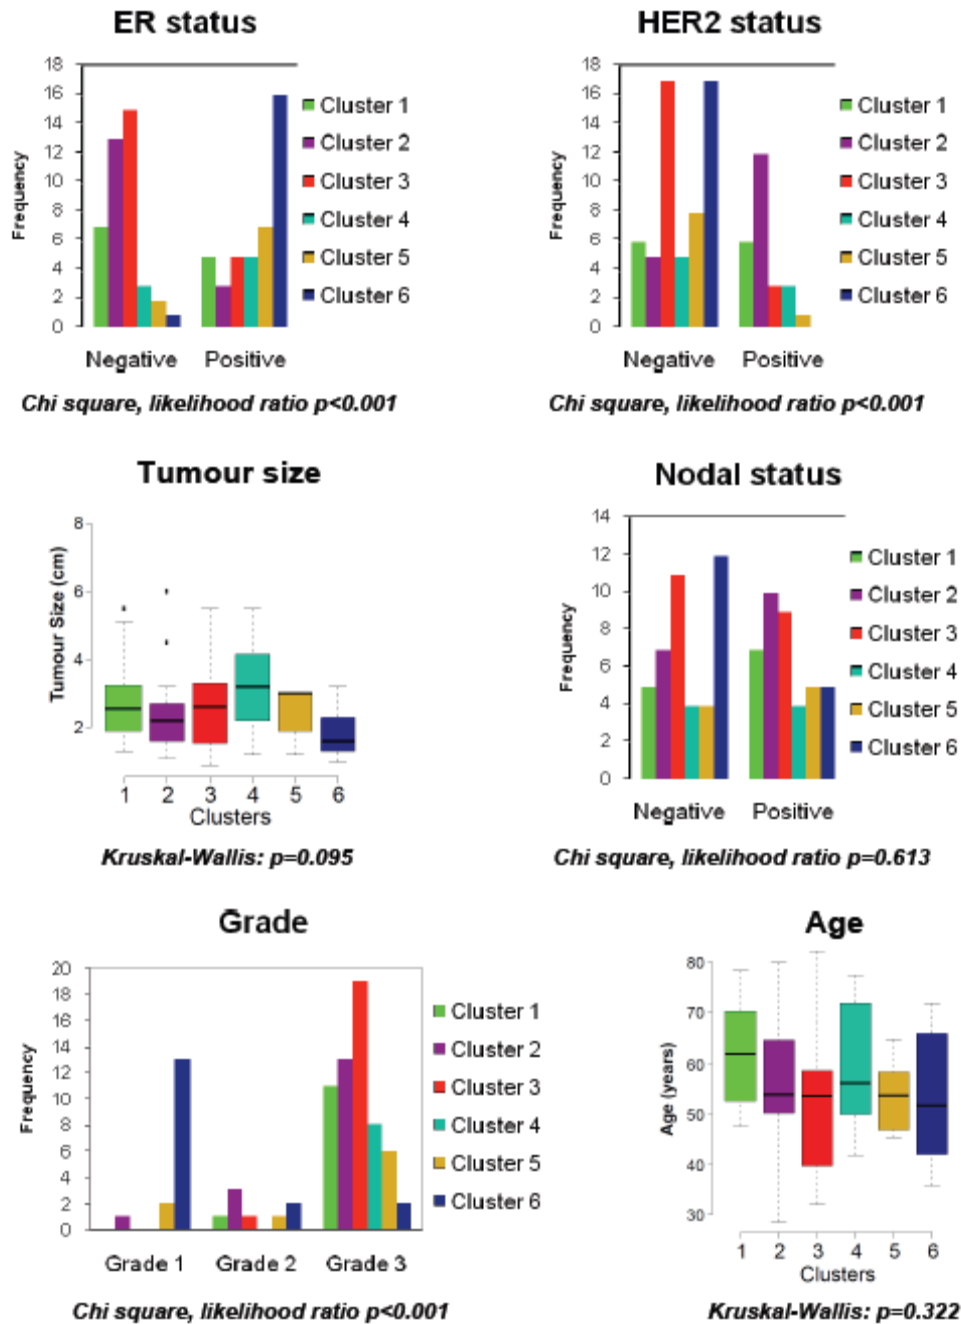 ER status
18
16
14
12
10
8
6
4
2
0
Frequency
Negative Positive
Cluster 1
Cluster 2
Cluster 3
Cluster 4
Cluster 5
Cluster 6
Chi square, likelihood ratio p<0.001
HER2 status
18
16
14
12
10
8
6
4
2
0
Frequency
Negative Positive
Cluster 1
Cluster 2
Cluster 3
Cluster 4
Cluster 5
Cluster 6
Chi square, likelihood ratio p<0.001
Tumour size
8
6
4
2
Tumour Size (cm)
1 2 3 4 5 6
Clusters
Kruskal-Wallis: p=0.095
Nodal status
14
12
10
8
6
4
2
0
Frequency
Negative Positive
Cluster 1
Cluster 2
Cluster 3
Cluster 4
Cluster 5
Cluster 6
Chi square, likelihood ratio p=0.613
Grade
20
18
16
14
12
10
8
6
4
2
0
Frequency
Grade 1 Grade 2 Grade 3
Cluster 1
Cluster 2
Cluster 3
Cluster 4
Cluster 5
Cluster 6
Chi square, likelihood ratio p<0.001
Age
80
70
60
50
40
30
Age (years)
1 2 3 4 5 6
Clusters
Kruskal-Wallis: p=0.322